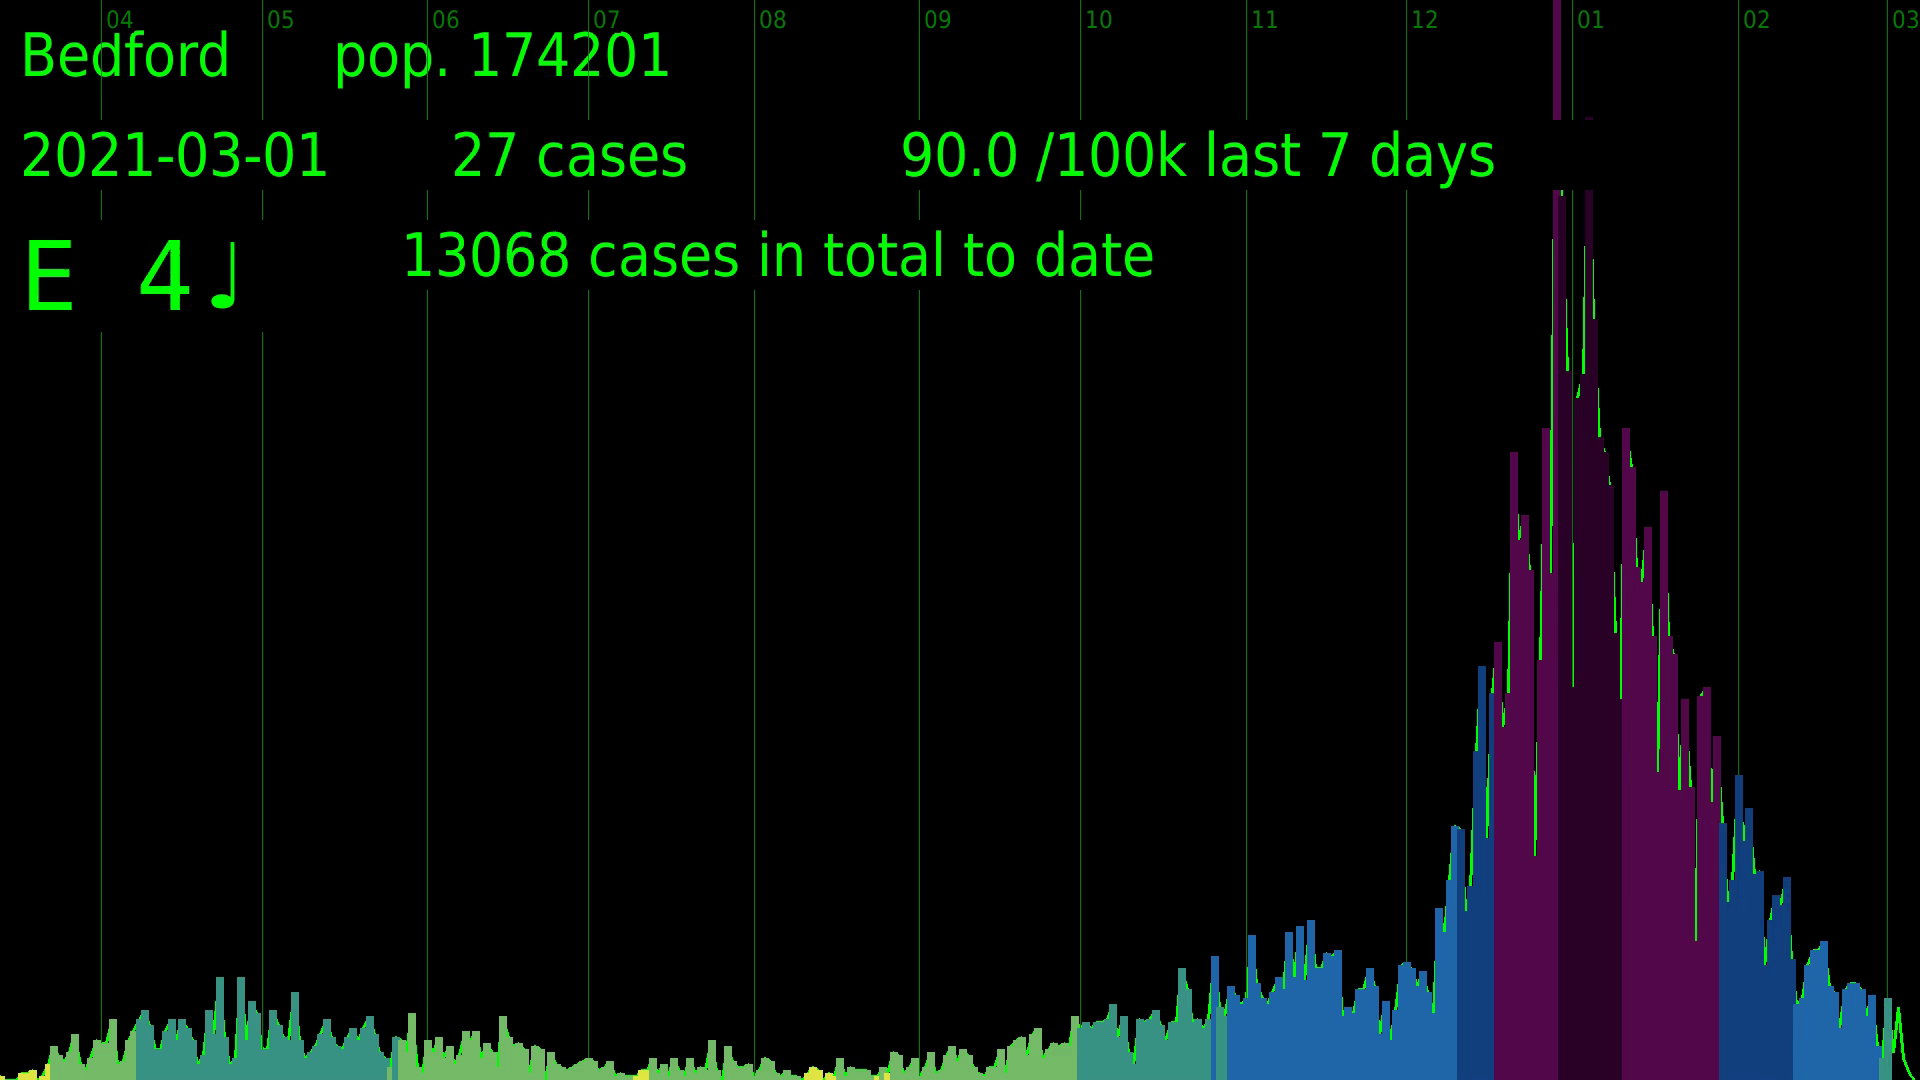 04 05 06 07 08 09 10 11 12 01 02 03
Bedford pop. 174201
2021-03-01 27 cases 90.0 /100k last 7 days
E 4♩ 13068 cases in total to date